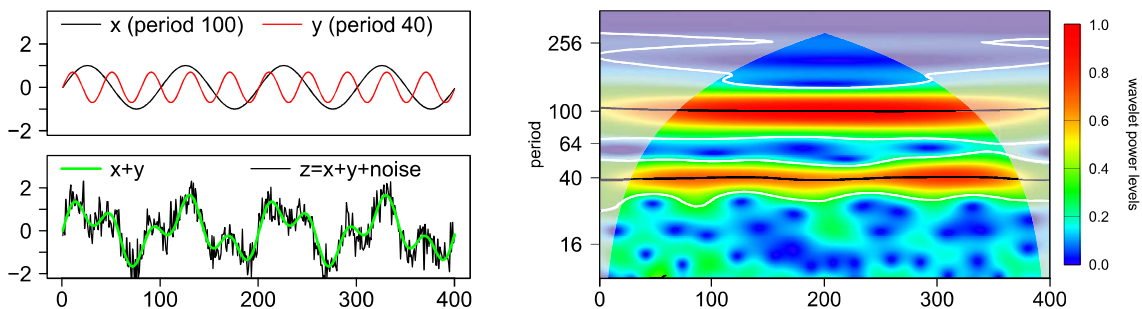 x (period 100) y (period 40)
2
0
−2
x+y z=x+y+noise
2
0
−2
0 100 200 300 400
period
256
100
64
40
16
0 100 200 300 400
1.0
0.8
0.6
0.4
0.2
0.0
wavelet power levels